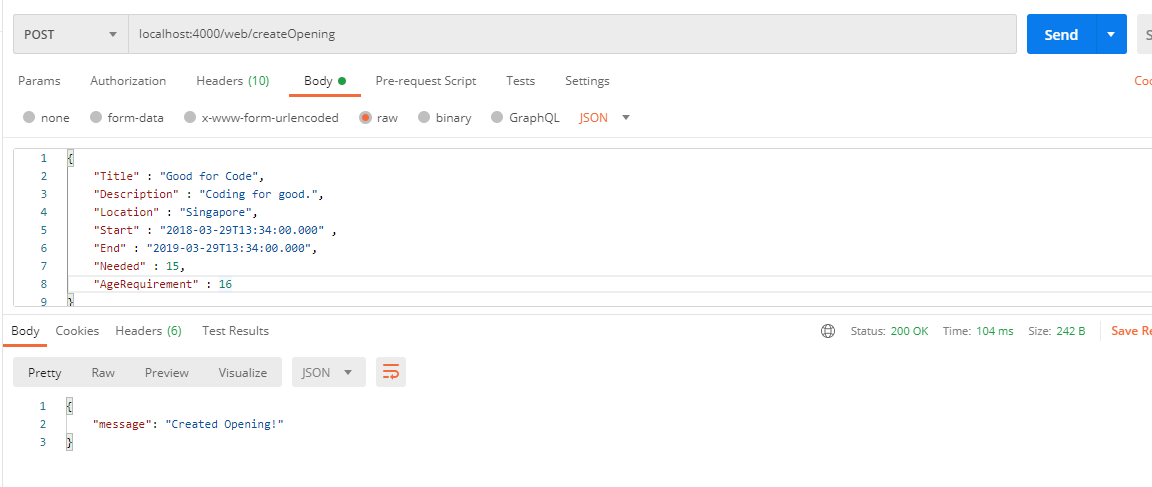 POST localhost:4000/web/createOpening Send
Params Authorization Headers (10) Body Pre-request Script Tests Settings
none form-data x-www-form-urlencoded raw binary GraphQL JSON
1 {
2 "Title" : "Good for Code",
3 "Description" : "Coding for good.",
4 "Location" : "Singapore",
5 "Start" : "2018-03-29T13:34:00.000" ,
6 "End" : "2019-03-29T13:34:00.000",
7 "Needed" : 15,
8 "AgeRequirement" : 16
9 }
Body Cookies Headers (6) Test Results Status: 200 OK Time: 104 ms Size: 242 B Save
Pretty Raw Preview Visualize JSON
1 {
2 "message": "Created Opening!"
3 }